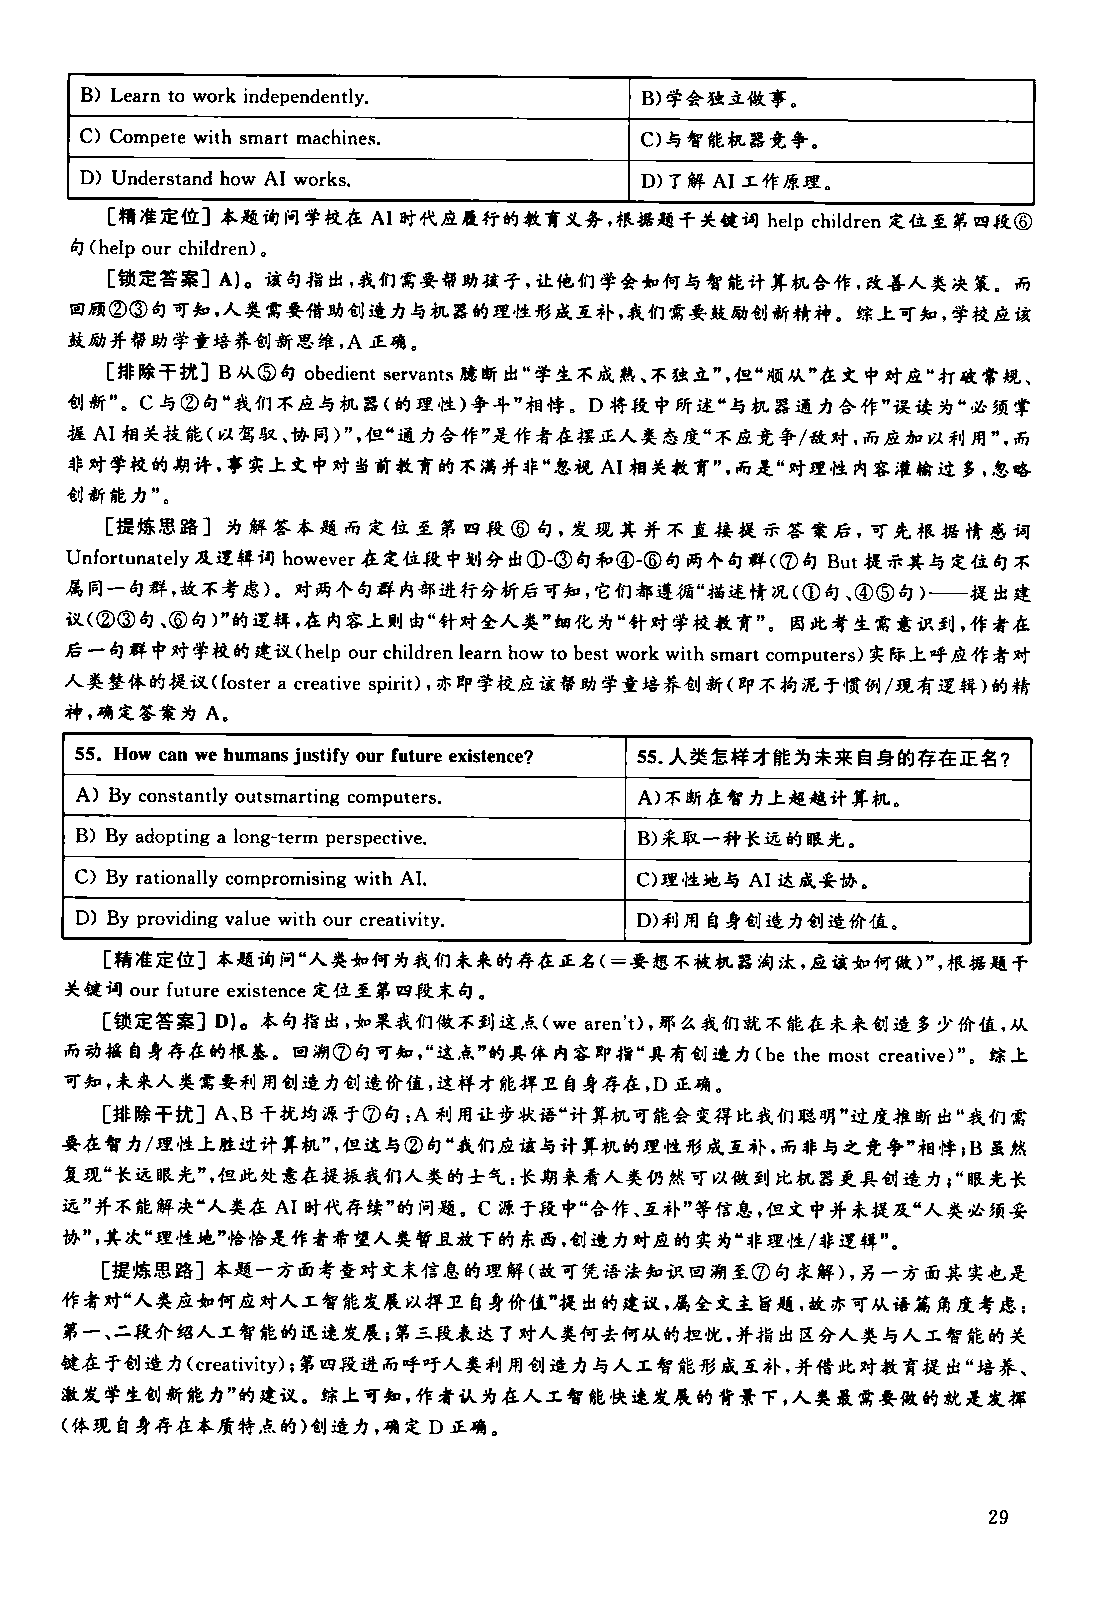 B) Learn to work independently. B)学会独立做事。
C) Compete with smart machines. C)与智能机器竞争。
D) Understand how AI works. D)了解 AI 工作原理。
[精准定位] 本题询问学校在 AI 时代应履行的教育义务,根据题干关键词 help children 定位至第四段⑥
句(help our children)。
[锁定答案] A)。该句指出,我们需要帮助孩子,让他们学会如何与智能计算机合作,改善人类决策。而
回顾②③句可知,人类需要借助创造力与机器的理性形成互补,我们需要鼓励创新精神。综上可知,学校应该
鼓励并帮助学童培养创新思维,A 正确。
[排除干扰] B 从⑤句 obedient servants 臆断出“学生不成熟、不独立”,但“顺从”在文中对应“打破常规、
创新”。C 与②句“我们不应与机器(的理性)争斗”相悖。D 将段中所述“与机器通力合作”误读为“必须掌
握 AI 相关技能(以驾驭、协同)”,但“通力合作”是作者在摆正人类态度“不应竞争/敌对,而应加以利用”,而
非对学校的期许,事实上文中对当前教育的不满并非“忽视 AI 相关教育”,而是“对理性内容灌输过多,忽略
创新能力”。
[提炼思路] 为解答本题而定位至第四段⑥句,发现其并不直接提示答案后,可先根据情感词
Unfortunately 及逻辑词 however 在定位段中划分出①-③句和④-⑥句两个句群(⑦句 But 提示其与定位句不
属同一句群,故不考虑)。对两个句群内部进行分析后可知,它们都遵循“描述情况(①句、④⑤句)——提出建
议(②③句、⑥句)”的逻辑,在内容上则由“针对全人类”细化为“针对学校教育”。因此考生需意识到,作者在
后一句群中对学校的建议(help our children learn how to best work with smart computers)实际上呼应作者对
人类整体的提议(foster a creative spirit),亦即学校应该帮助学童培养创新(即不拘泥于惯例/现有逻辑)的精
神,确定答案为 A。
55. How can we humans justify our future existence? 55.人类怎样才能为未来自身的存在正名?
A) By constantly outsmarting computers. A)不断在智力上超越计算机。
B) By adopting a long-term perspective. B)采取一种长远的眼光。
C) By rationally compromising with AI. C)理性地与 AI 达成妥协。
D) By providing value with our creativity. D)利用自身创造力创造价值。
[精准定位] 本题询问“人类如何为我们未来的存在正名(=要想不被机器淘汰,应该如何做)”,根据题干
关键词 our future existence 定位至第四段末句。
[锁定答案] D)。本句指出,如果我们做不到这点(we aren't),那么我们就不能在未来创造多少价值,从
而动摇自身存在的根基。回溯⑦句可知,“这点”的具体内容即指“具有创造力(be the most creative)”。综上
可知,未来人类需要利用创造力创造价值,这样才能捍卫自身存在,D 正确。
[排除干扰] A、B 干扰均源于⑦句;A 利用让步状语“计算机可能会变得比我们聪明”过度推断出“我们需
要在智力/理性上胜过计算机”,但这与②句“我们应该与计算机的理性形成互补,而非与之竞争”相悖;B 虽然
复现“长远眼光”,但此处意在提振我们人类的士气:长期来看人类仍然可以做到比机器更具创造力;“眼光长
远”并不能解决“人类在 AI 时代存续”的问题。C 源于段中“合作、互补”等信息,但文中并未提及“人类必须妥
协”,其次“理性地”恰恰是作者希望人类暂且放下的东西,创造力对应的实为“非理性/非逻辑”。
[提炼思路] 本题一方面考查对文末信息的理解(故可凭语法知识回溯至⑦句求解),另一方面其实也是
作者对“人类应如何应对人工智能发展以捍卫自身价值”提出的建议,属全文主旨题,故亦可从语篇角度考虑:
第一、二段介绍人工智能的迅速发展;第三段表达了对人类何去何从的担忧,并指出区分人类与人工智能的关
键在于创造力(creativity);第四段进而呼吁人类利用创造力与人工智能形成互补,并借此对教育提出“培养、
激发学生创新能力”的建议。综上可知,作者认为在人工智能快速发展的背景下,人类最需要做的就是发挥
(体现自身存在本质特点的)创造力,确定 D 正确。
29